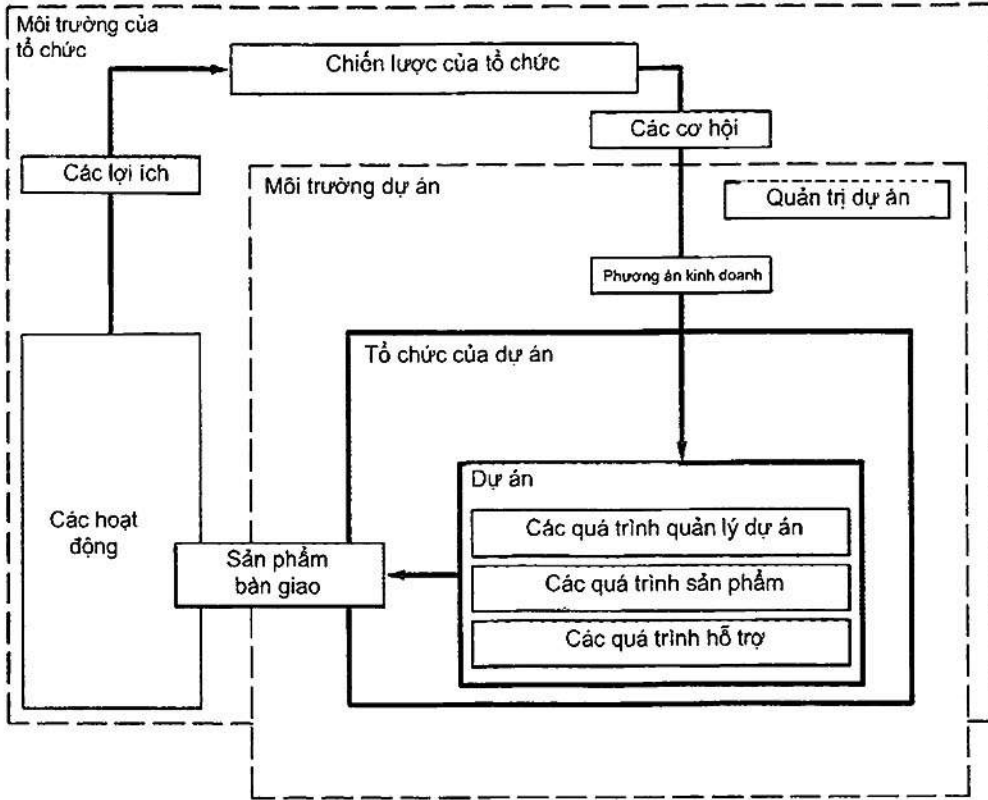 Môi trường của
tổ chức
Chiến lược của tổ chức
Các cơ hội
Các lợi ích
Môi trường dự án
Quản trị dự án
Phương án kinh doanh
Tổ chức của dự án
Dự án
Các quá trình quản lý dự án
Các hoạt
động
Sản phẩm
bàn giao
Các quá trình sản phẩm
Các quá trình hỗ trợ